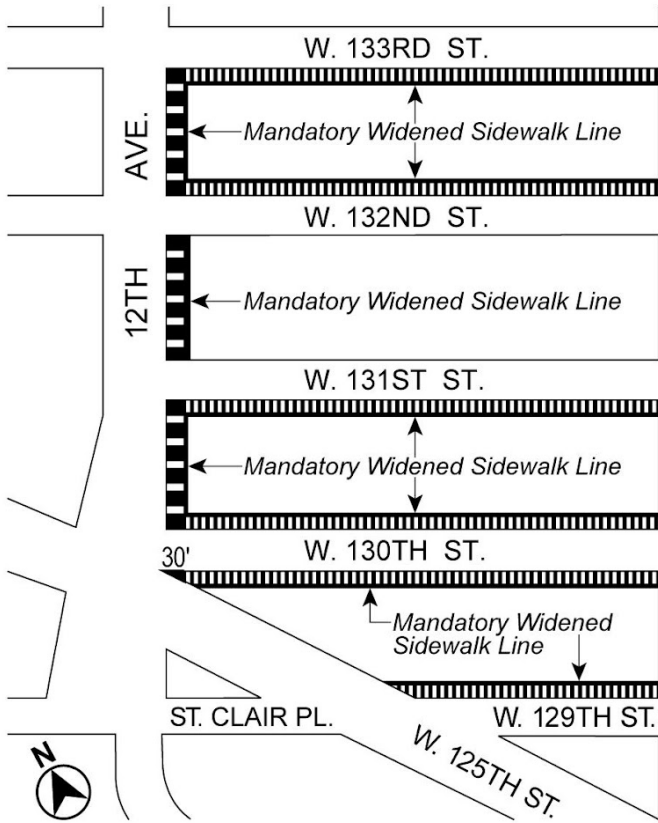 W. 133RD ST.
AVE.
Mandatory Widened Sidewalk Line
W. 132ND ST.
12TH
Mandatory Widened Sidewalk Line
W. 131ST ST.
Mandatory Widened Sidewalk Line
W. 130TH ST.
30'
Mandatory Widened
Sidewalk Line
ST. CLAIR PL.
W. 129TH ST.
W. 125TH ST.
N